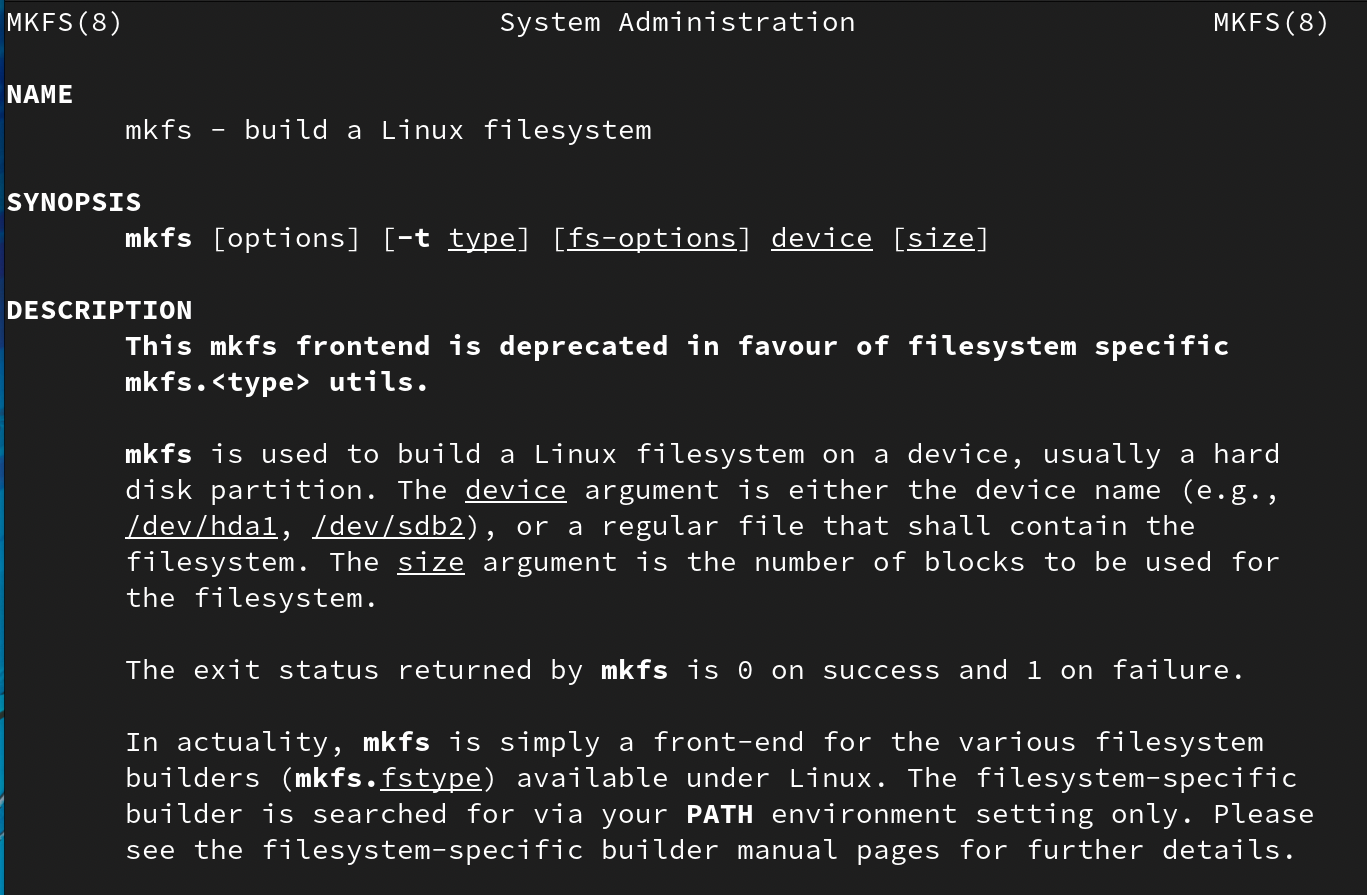 MKFS(8) System Administration MKFS(8)
NAME
mkfs - build a Linux filesystem
SYNOPSIS
mkfs [options] [-t type] [fs-options] device [size]
DESCRIPTION
This mkfs frontend is deprecated in favour of filesystem specific
mkfs.<type> utils.
mkfs is used to build a Linux filesystem on a device, usually a hard
disk partition. The device argument is either the device name (e.g.,
/dev/hda1, /dev/sdb2), or a regular file that shall contain the
filesystem. The size argument is the number of blocks to be used for
the filesystem.
The exit status returned by mkfs is 0 on success and 1 on failure.
In actuality, mkfs is simply a front-end for the various filesystem
builders (mkfs.fstype) available under Linux. The filesystem-specific
builder is searched for via your PATH environment setting only. Please
see the filesystem-specific builder manual pages for further details.